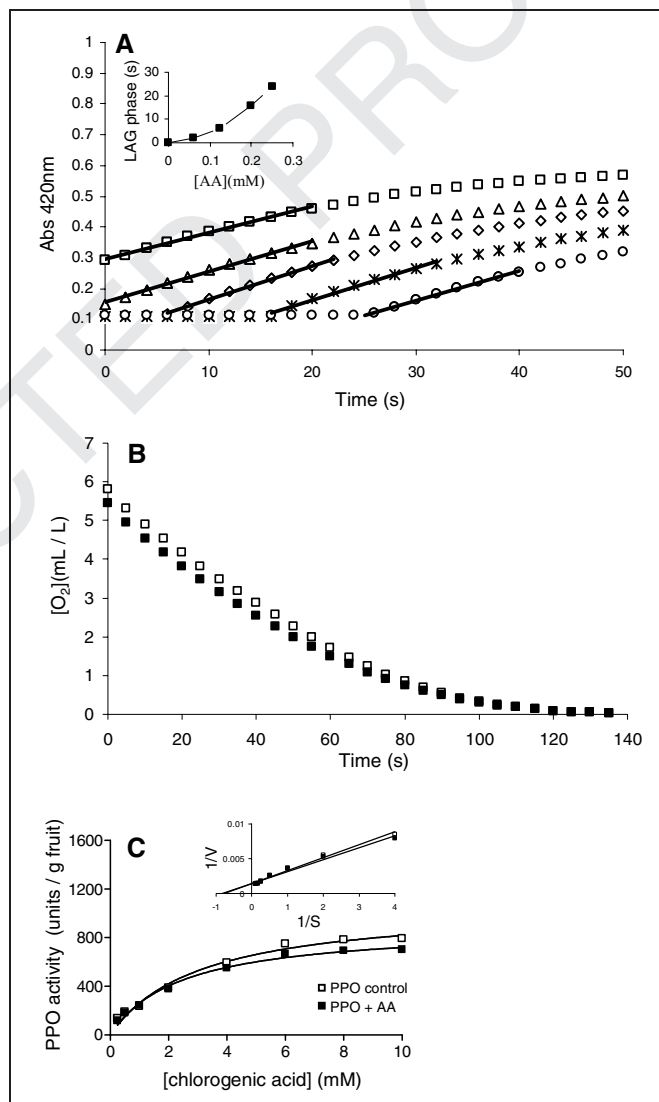 A
1
0.9
0.8
0.7
0.6
0.5
0.4
0.3
0.2
0.1
0
Abs 420nm
0 10 20 30 40 50
Time (s)
30
20
10
0
LAG phase (s)
0 0.1 0.2 0.3
[AA](mM)
B
7
6
5
4
3
2
1
0
[O2](mL / L)
0 20 40 60 80 100 120 140
Time (s)
C
1600
1200
800
400
0
PPO activity (units / g fruit)
0 2 4 6 8 10
[chlorogenic acid] (mM)
0.01
0.005
0
1/V
-1 0 1 2 3 4
1/S
PPO control
PPO + AA
CTED PRO